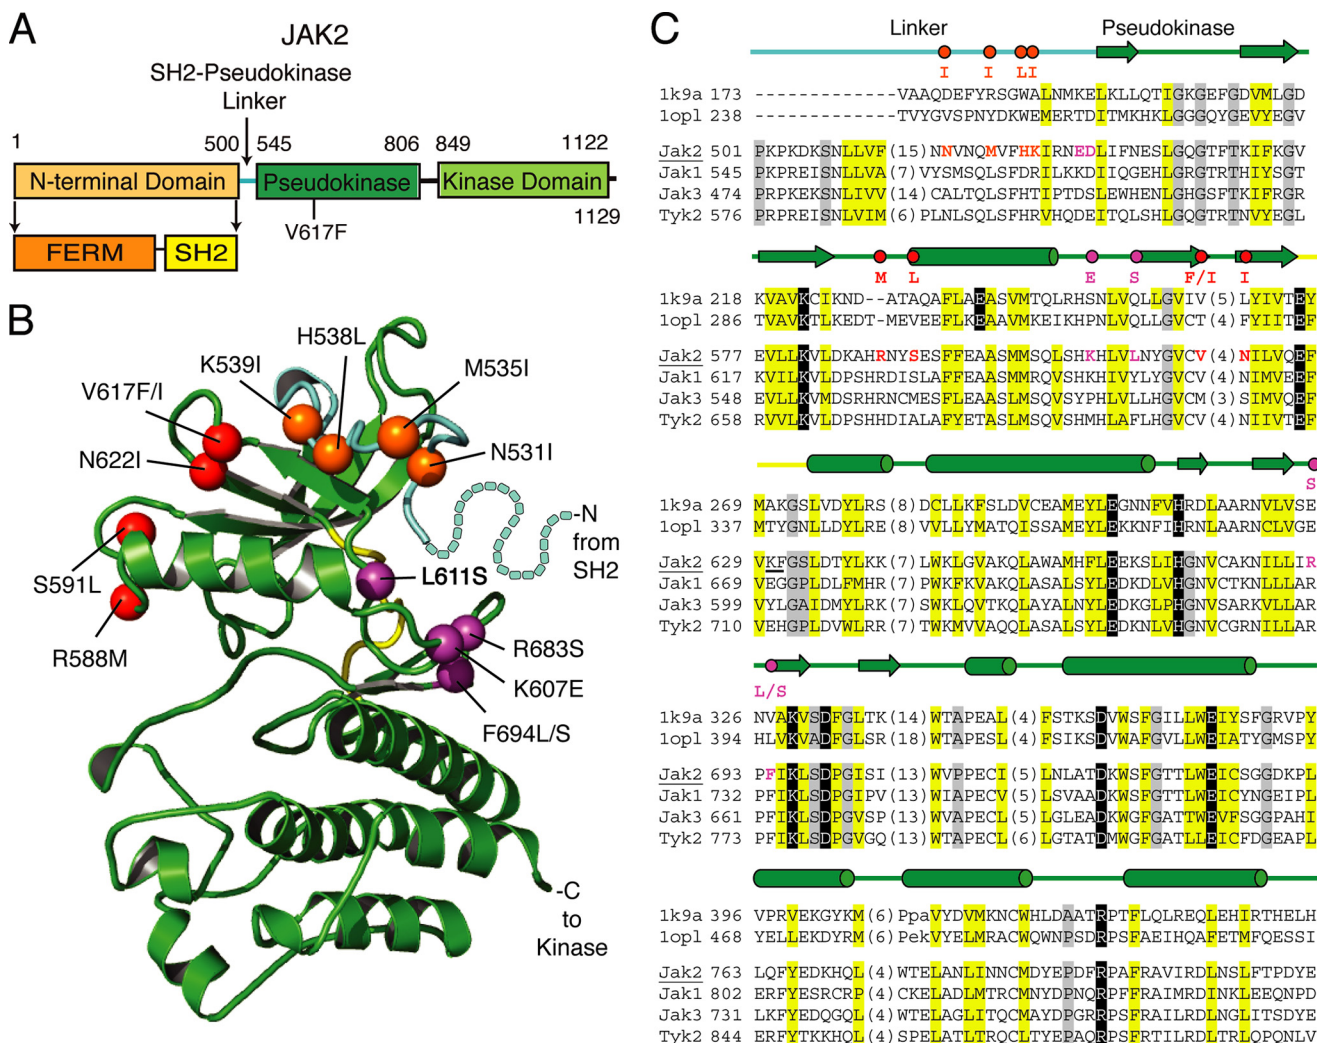 A
JAK2
SH2-Pseudokinase
Linker
1 500 545 806 849 1122
N-terminal Domain Pseudokinase Kinase Domain
V617F 1129
FERM SH2
B
H538L
K539I
M535I
V617F/I
N622I
N531I
-N
from
SH2
S591L
L611S
R588M
R683S
K607E
F694L/S
-C
to
Kinase
C
Linker Pseudokinase
I I L I
1k9a 173 -------------VAAQDEFYRSGWALNMKELKLLQTIGKGEFGDVMLGD
1opl 238 -------------TVYGVSPNYDKWEMERTDITMKHKLGGGQYGEVYEGV
Jak2 501 PKPKDKSNLLVF(15)NNVNQMVFHKIRNEDLIFNESLGQGTFTKIFKGV
Jak1 545 PKPREISNLLVA(7)VYSMSQLSFDRILKKDIIQGEHLGRGTRTHIYSGT
Jak3 474 PRPKEKSNLIVV(14)CALTQLSFHTIPTDSLEWHENLGHGSFTKIFRGR
Tyk2 576 PRPREISNLVIM(6)PLNLSQLSFHRVHQDEITQLSHLGQGTRTNVYEGL
M L E S F/I I
1k9a 218 KVAVKCIKND--ATAQAFLAEASVMTQLRHSNLVQLLGVIV(5)LYIVTEY
1opl 286 TVAVKTLKEDT-MEVEEFLKEAAVMKEIKHPNLVQLLGVCT(4)FYIITEF
Jak2 577 EVLLKVLDKAHRNYSESFFEAASMMSQLSHKHLVLNYGVCV(4)NILVQEF
Jak1 617 KVILKVLDPSHRDISLAFFEAASMMRQVSHKHIVYLYGVCV(4)NIMVEEF
Jak3 548 EVLLKVMDSRHRNCMESFLEAASLMSQVSYPHLVLLHGVCM(3)SIMVQEF
Tyk2 658 RVVLKVLDPSHHDIALAFYETASLMSQVSHMHLAFLHGVCV(4)NIIVTEF
S
1k9a 269 MAKGSLVDYLRS(8)DCLLKFSLDVCEAMEYLEGNNFVHRDLAARNVLVSE
1opl 337 MTYGNLLDYLRE(8)VVLLYMATQISSAMEYLEKKNFIHRNLAARNCLVGE
Jak2 629 VKFGSLDTYLKK(7)LWKLGVAKQLAWAMHFLEEKSLIHGNVCAKNILLIR
Jak1 669 VEGGPLDLFMHR(7)PWKFKVAKQLASALSYLEDKDLVHGNVCTKNLLLAR
Jak3 599 VYLGAIDMYLRK(7)SWKLQVTKQLAYALNYLEDKGLPHGNVSARKVLLAR
Tyk2 710 VEHGPLDVWLRR(7)TWKMVVAQQLASALSYLEDKNLVHGNVCGRNILLAR
L/S
1k9a 326 NVAKVSDFGLTK(14)WTAPEAL(4)FSTKSDVWSFGILLWEIYSFGRVPY
1opl 394 HLVKVADFGLSR(18)WTAPESL(4)FSIKSDVWAFGVLLWEIATYGMSPY
Jak2 693 PFIKLSDPGISI(13)WVPPECI(5)LNLATDKWSFGTTLWEICSGGDKPL
Jak1 732 PFIKLSDPGIPV(13)WIAPECV(5)LSVAADKWSFGTTLWEICYNGEIPL
Jak3 661 PFIKLSDPGVSP(13)WVAPECL(5)LGLEADKWGFGATTWEVFSGGPAHI
Tyk2 773 PFIKLSDPGVGQ(13)WTAPECL(6)LGTATDMWGFGATLLEICFDGEAPL
1k9a 396 VPRVEKGYKM(6)PpaVYDVMKNCWHLDAATRPTFLQLREQLEHIRTHELH
1opl 468 YELLEKDYRM(6)PekVYELMRACWQWNPSDRPSFAEIHQAFETMFQESSI
Jak2 763 LQFYEDKHQL(4)WTELANLINNCMDYEPDFRPAFRAVIRDLNSLFTPDYE
Jak1 802 ERFYESRCRP(4)CKELADLMTRCMNYDPNQRPFFRAIMRDINKLEEQNPD
Jak3 731 LKFYEDQGQL(4)WTELAGLITQCMAYDPGRRPSFRAILRDLNGLITSDYE
Tyk2 844 ERFYTKKHQL(4)SPELATLTRQCLTYEPAQRPSFRTILRDLTRLQPQNLV